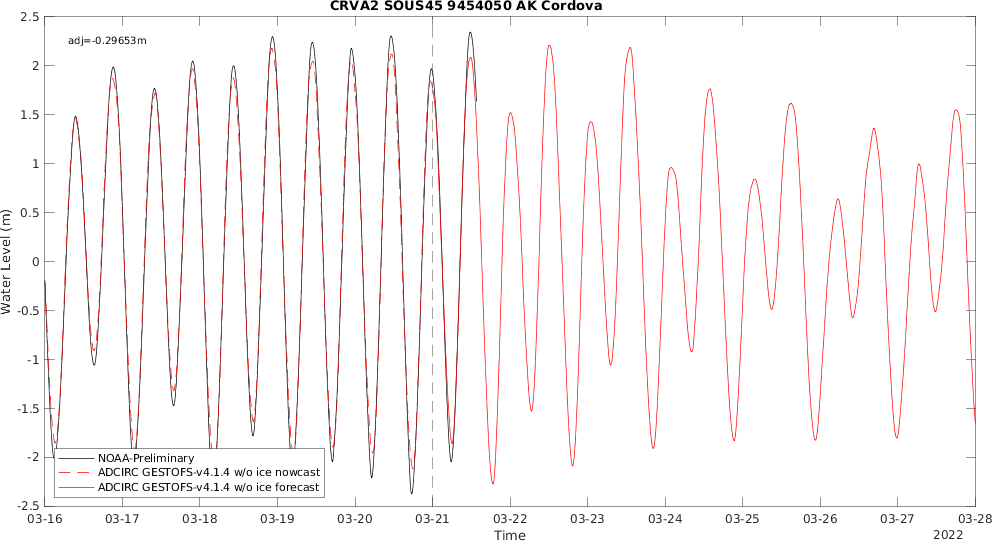 CRVA2 SOUS45 9454050 AK Cordova
adj=-0.29653m
2.5
2
1.5
1
0.5
0
-0.5
-1
-1.5
-2
-2.5
Water Level (m)
NOAA-Preliminary
ADCIRC GESTOFS-v4.1.4 w/o ice nowcast
ADCIRC GESTOFS-v4.1.4 w/o ice forecast
03-16 03-17 03-18 03-19 03-20 03-21 03-22 03-23 03-24 03-25 03-26 03-27 03-28
Time
2022